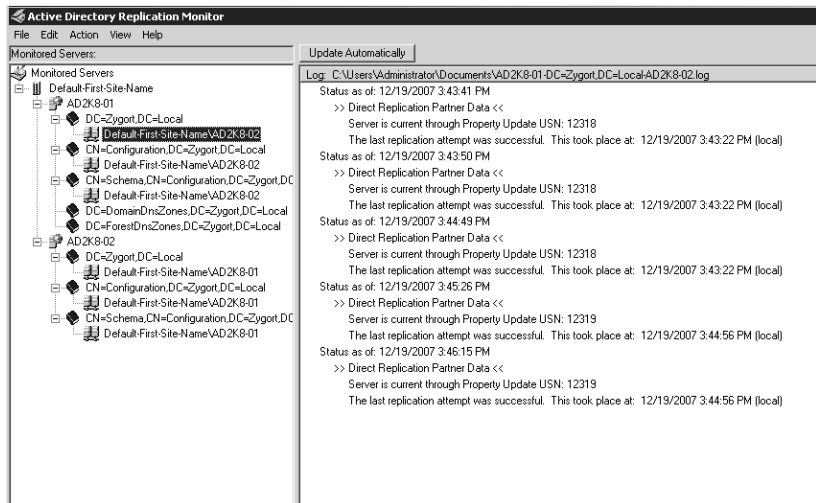 Active Directory Replication Monitor
File Edit Action View Help
Monitored Servers:
Update Automatically
Monitored Servers
Default-First-Site-Name
AD2K8-01
DC=Zygort,DC=Local
Default-First-Site-Name\AD2K8-02
CN=Configuration,DC=Zygort,DC=Local
Default-First-Site-Name\AD2K8-02
CN=Schema,CN=Configuration,DC=Zygort,DC
Default-First-Site-Name\AD2K8-02
DC=DomainDnsZones,DC=Zygort,DC=Local
DC=ForestDnsZones,DC=Zygort,DC=Local
AD2K8-02
DC=Zygort,DC=Local
Default-First-Site-Name\AD2K8-01
CN=Configuration,DC=Zygort,DC=Local
Default-First-Site-Name\AD2K8-01
CN=Schema,CN=Configuration,DC=Zygort,DC
Default-First-Site-Name\AD2K8-01
Log: C:\Users\Administrator\Documents\AD2K8-01-DC=Zygort,DC=Local-AD2K8-02.log
Status as of: 12/19/2007 3:43:41 PM
>> Direct Replication Partner Data <<
Server is current through Property Update USN: 12318
The last replication attempt was successful. This took place at: 12/19/2007 3:43:22 PM (local)
Status as of: 12/19/2007 3:43:50 PM
>> Direct Replication Partner Data <<
Server is current through Property Update USN: 12318
The last replication attempt was successful. This took place at: 12/19/2007 3:43:22 PM (local)
Status as of: 12/19/2007 3:44:49 PM
>> Direct Replication Partner Data <<
Server is current through Property Update USN: 12318
The last replication attempt was successful. This took place at: 12/19/2007 3:43:22 PM (local)
Status as of: 12/19/2007 3:45:26 PM
>> Direct Replication Partner Data <<
Server is current through Property Update USN: 12319
The last replication attempt was successful. This took place at: 12/19/2007 3:44:56 PM (local)
Status as of: 12/19/2007 3:46:15 PM
>> Direct Replication Partner Data <<
Server is current through Property Update USN: 12319
The last replication attempt was successful. This took place at: 12/19/2007 3:44:56 PM (local)